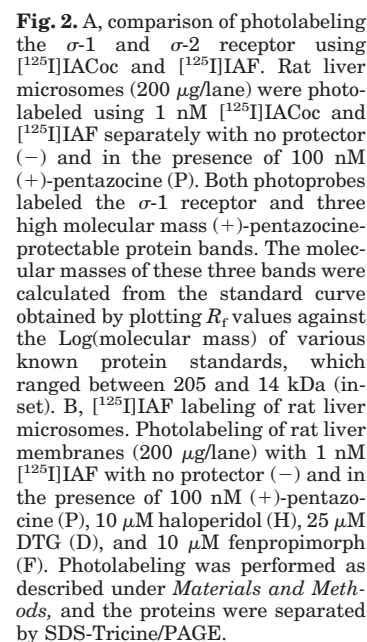 Fig. 2. A, comparison of photolabeling
the σ-1 and σ-2 receptor using
[¹²⁵I]IACoc and [¹²⁵I]IAF. Rat liver
microsomes (200 μg/lane) were photo-
labeled using 1 nM [¹²⁵I]IACoc and
[¹²⁵I]IAF separately with no protector
(−) and in the presence of 100 nM
(+)-pentazocine (P). Both photoprobes
labeled the σ-1 receptor and three
high molecular mass (+)-pentazocine-
protectable protein bands. The molec-
ular masses of these three bands were
calculated from the standard curve
obtained by plotting Rf values against
the Log(molecular mass) of various
known protein standards, which
ranged between 205 and 14 kDa (in-
set). B, [¹²⁵I]IAF labeling of rat liver
microsomes. Photolabeling of rat liver
membranes (200 μg/lane) with 1 nM
[¹²⁵I]IAF with no protector (−) and in
the presence of 100 nM (+)-pentazo-
cine (P), 10 μM haloperidol (H), 25 μM
DTG (D), and 10 μM fenpropimorph
(F). Photolabeling was performed as
described under Materials and Meth-
ods, and the proteins were separated
by SDS-Tricine/PAGE.